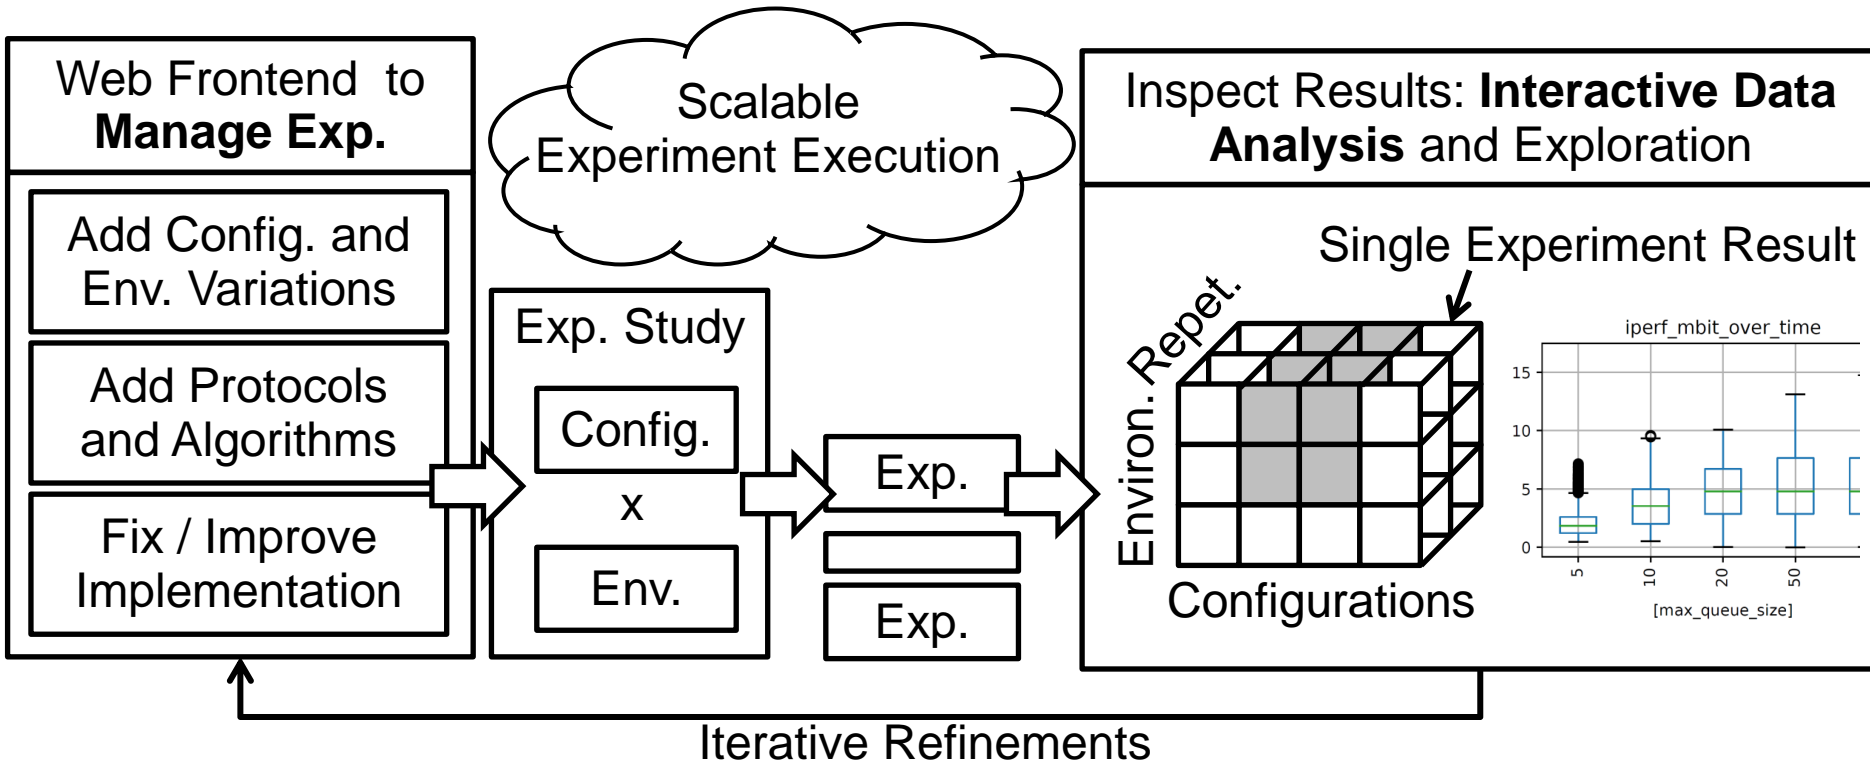 Web Frontend to
Manage Exp.
Add Config. and
Env. Variations
Add Protocols
and Algorithms
Fix / Improve
Implementation
Scalable
Experiment Execution
Exp. Study
Config.
x
Env.
Exp.
Exp.
Inspect Results: Interactive Data
Analysis and Exploration
Single Experiment Result
Repet.
Environ.
Configurations
iperf_mbit_over_time
15
10
5
0
5
10
20
50
[max_queue_size]
Iterative Refinements